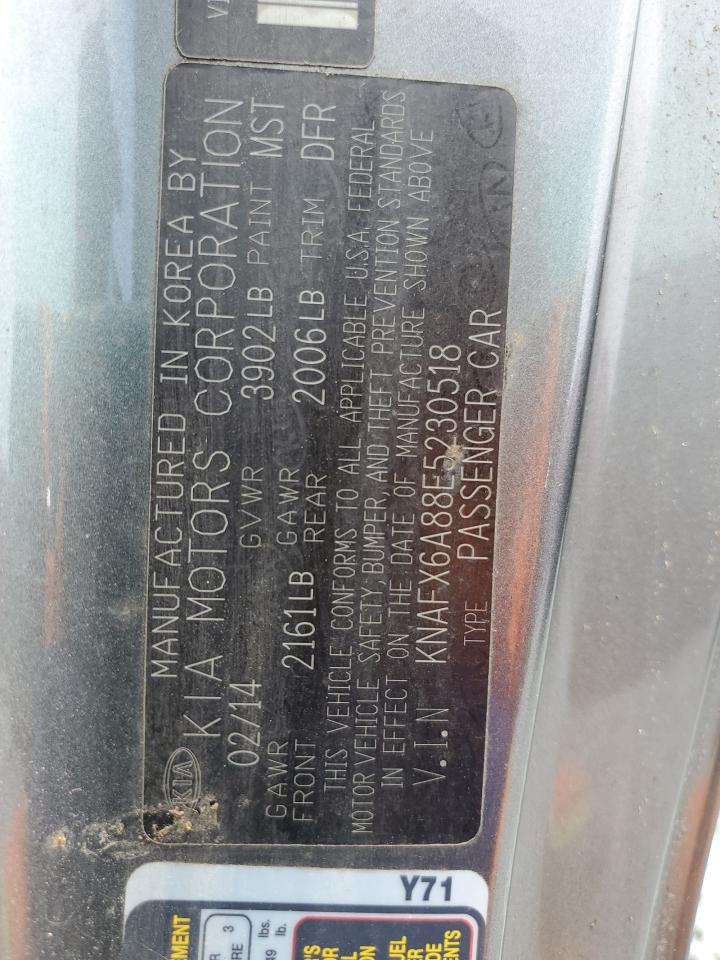 KIA
MANUFACTURED IN KOREA BY
KIA MOTORS CORPORATION
02/14 GVWR 3902LB PAINT MST
GAWR FRONT 2161LB GAWR REAR 2006LB TRIM DFR
THIS VEHICLE CONFORMS TO ALL APPLICABLE U.S.A. FEDERAL
MOTOR VEHICLE SAFETY, BUMPER, AND THEFT PREVENTION STANDARDS
IN EFFECT ON THE DATE OF MANUFACTURE SHOWN ABOVE
V.I.N KNAFX6A88E5230518
TYPE PASSENGER CAR
Y71